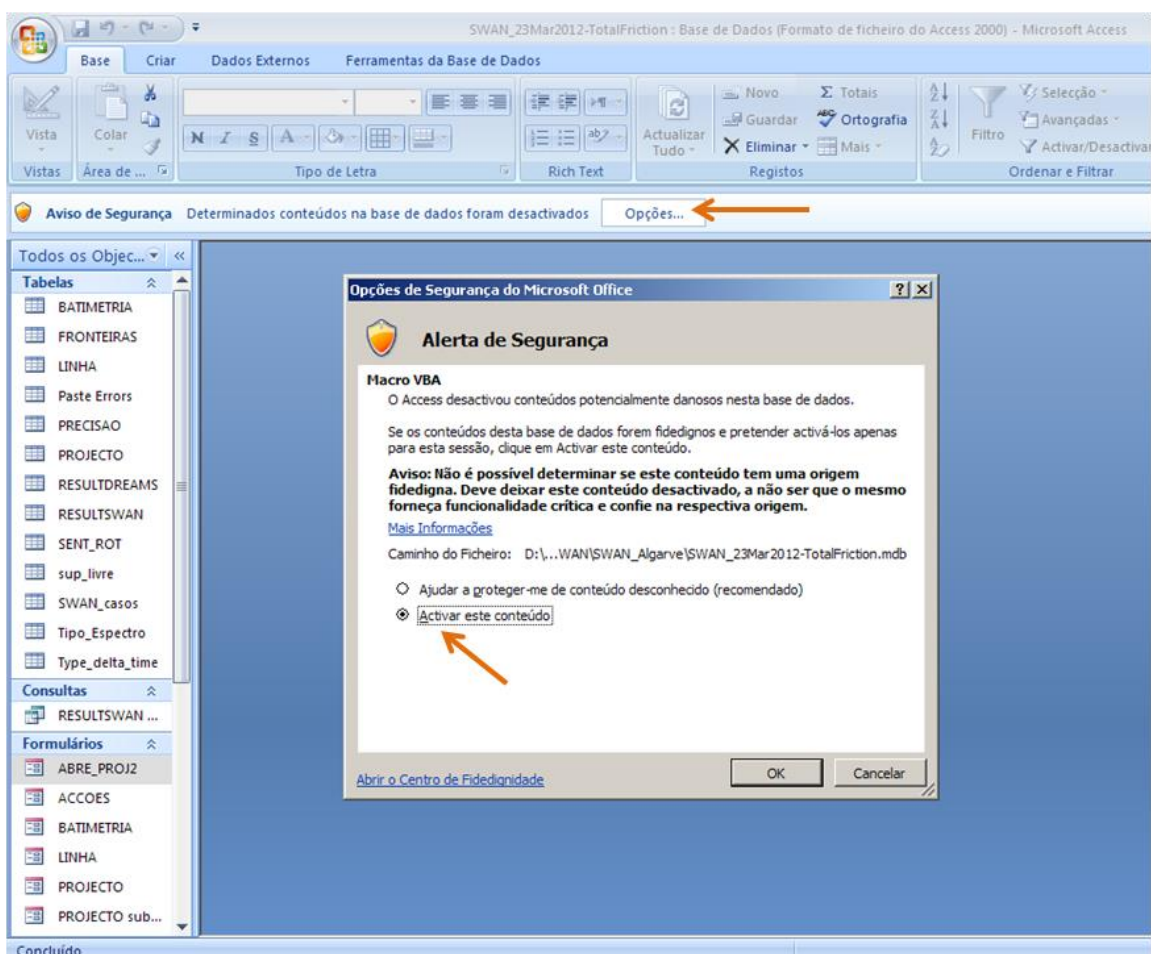 SWAN_23Mar2012-TotalFriction : Base de Dados (Formato de ficheiro do Access 2000) - Microsoft Access
Base Criar Dados Externos Ferramentas da Base de Dados
Vista
Colar
N I S A
Actualizar
Tudo
Novo
Guardar
Eliminar
Σ Totais
Ortografia
Mais
Filtro
Selecção
Avançadas
Activar/Desactivar
Vistas Área de ... Tipo de Letra Rich Text Registos Ordenar e Filtrar
Aviso de Segurança Determinados conteúdos na base de dados foram desactivados Opções...
Todos os Objec... «
Tabelas
BATIMETRIA
FRONTEIRAS
LINHA
Paste Errors
PRECISAO
PROJECTO
RESULTDREAMS
RESULTSWAN
SENT_ROT
sup_livre
SWAN_casos
Tipo_Espectro
Type_delta_time
Consultas
RESULTSWAN ...
Formulários
ABRE_PROJ2
ACCOES
BATIMETRIA
LINHA
PROJECTO
PROJECTO sub...
Opções de Segurança do Microsoft Office
Alerta de Segurança
Macro VBA
O Access desactivou conteúdos potencialmente danosos nesta base de dados.
Se os conteúdos desta base de dados forem fidedignos e pretender activá-los apenas
para esta sessão, clique em Activar este conteúdo.
Aviso: Não é possível determinar se este conteúdo tem uma origem
fidedigna. Deve deixar este conteúdo desactivado, a não ser que o mesmo
forneça funcionalidade crítica e confie na respectiva origem.
Mais Informações
Caminho do Ficheiro: D:\...WAN\SWAN_Algarve\SWAN_23Mar2012-TotalFriction.mdb
Ajudar a proteger-me de conteúdo desconhecido (recomendado)
Activar este conteúdo
Abrir o Centro de Fidedignidade
OK Cancelar
Concluído